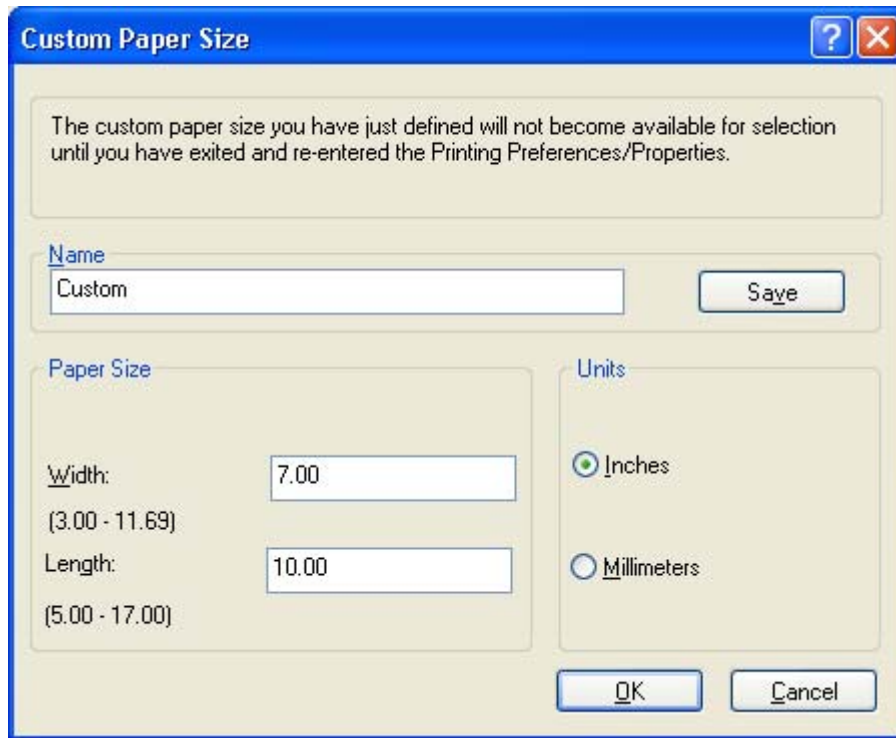 Custom Paper Size
The custom paper size you have just defined will not become available for selection
until you have exited and re-entered the Printing Preferences/Properties.
Name
Custom
Save
Paper Size
Units
Width:
7.00
Inches
(3.00 - 11.69)
Length:
10.00
Millimeters
(5.00 - 17.00)
OK
Cancel